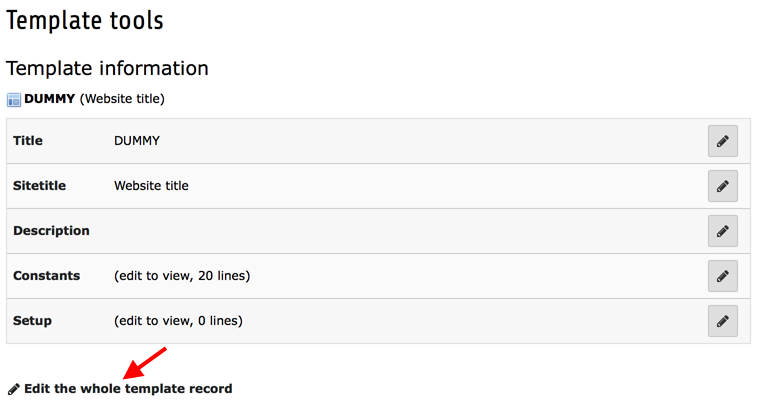 Template tools
Template information
DUMMY (Website title)
Title DUMMY
Sitetitle Website title
Description
Constants (edit to view, 20 lines)
Setup (edit to view, 0 lines)
Edit the whole template record